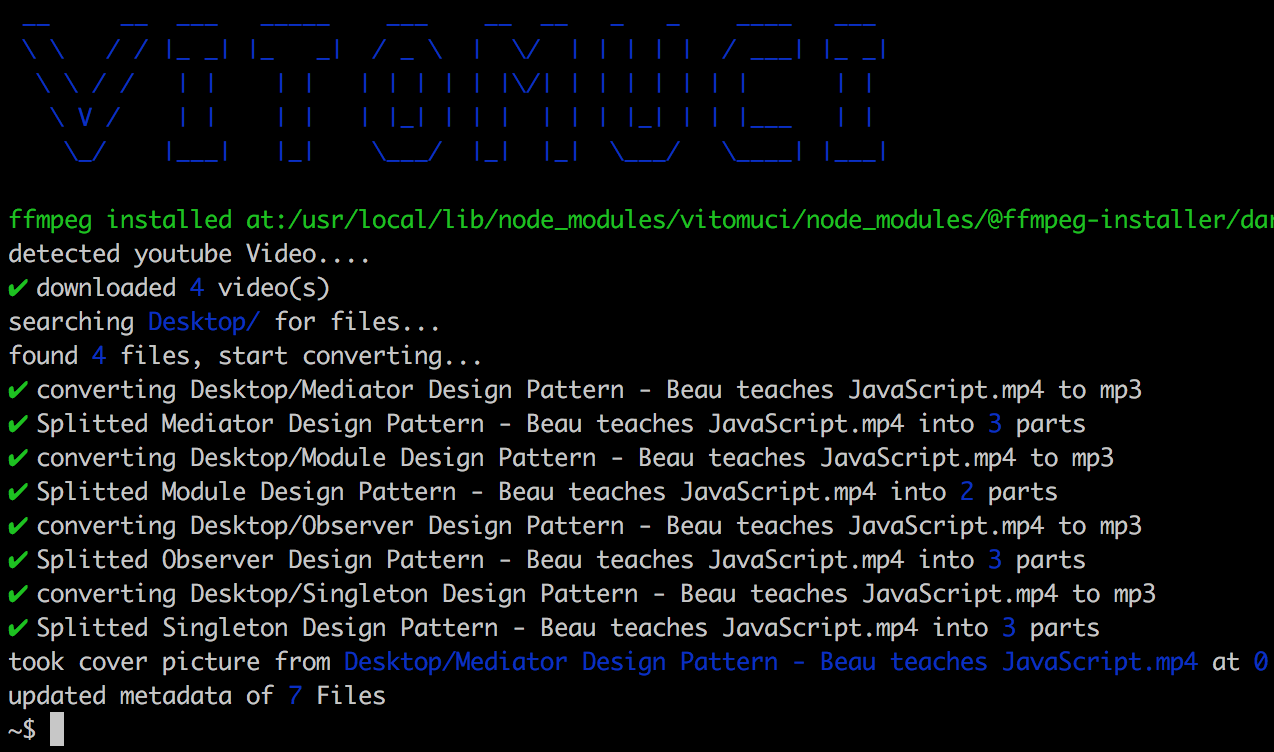 VITOMUCI
ffmpeg installed at:/usr/local/lib/node_modules/vitomuci/node_modules/@ffmpeg-installer/dar
detected youtube Video....
✔ downloaded 4 video(s)
searching Desktop/ for files...
found 4 files, start converting...
✔ converting Desktop/Mediator Design Pattern - Beau teaches JavaScript.mp4 to mp3
✔ Splitted Mediator Design Pattern - Beau teaches JavaScript.mp4 into 3 parts
✔ converting Desktop/Module Design Pattern - Beau teaches JavaScript.mp4 to mp3
✔ Splitted Module Design Pattern - Beau teaches JavaScript.mp4 into 2 parts
✔ converting Desktop/Observer Design Pattern - Beau teaches JavaScript.mp4 to mp3
✔ Splitted Observer Design Pattern - Beau teaches JavaScript.mp4 into 3 parts
✔ converting Desktop/Singleton Design Pattern - Beau teaches JavaScript.mp4 to mp3
✔ Splitted Singleton Design Pattern - Beau teaches JavaScript.mp4 into 3 parts
took cover picture from Desktop/Mediator Design Pattern - Beau teaches JavaScript.mp4 at 0
updated metadata of 7 Files
~$